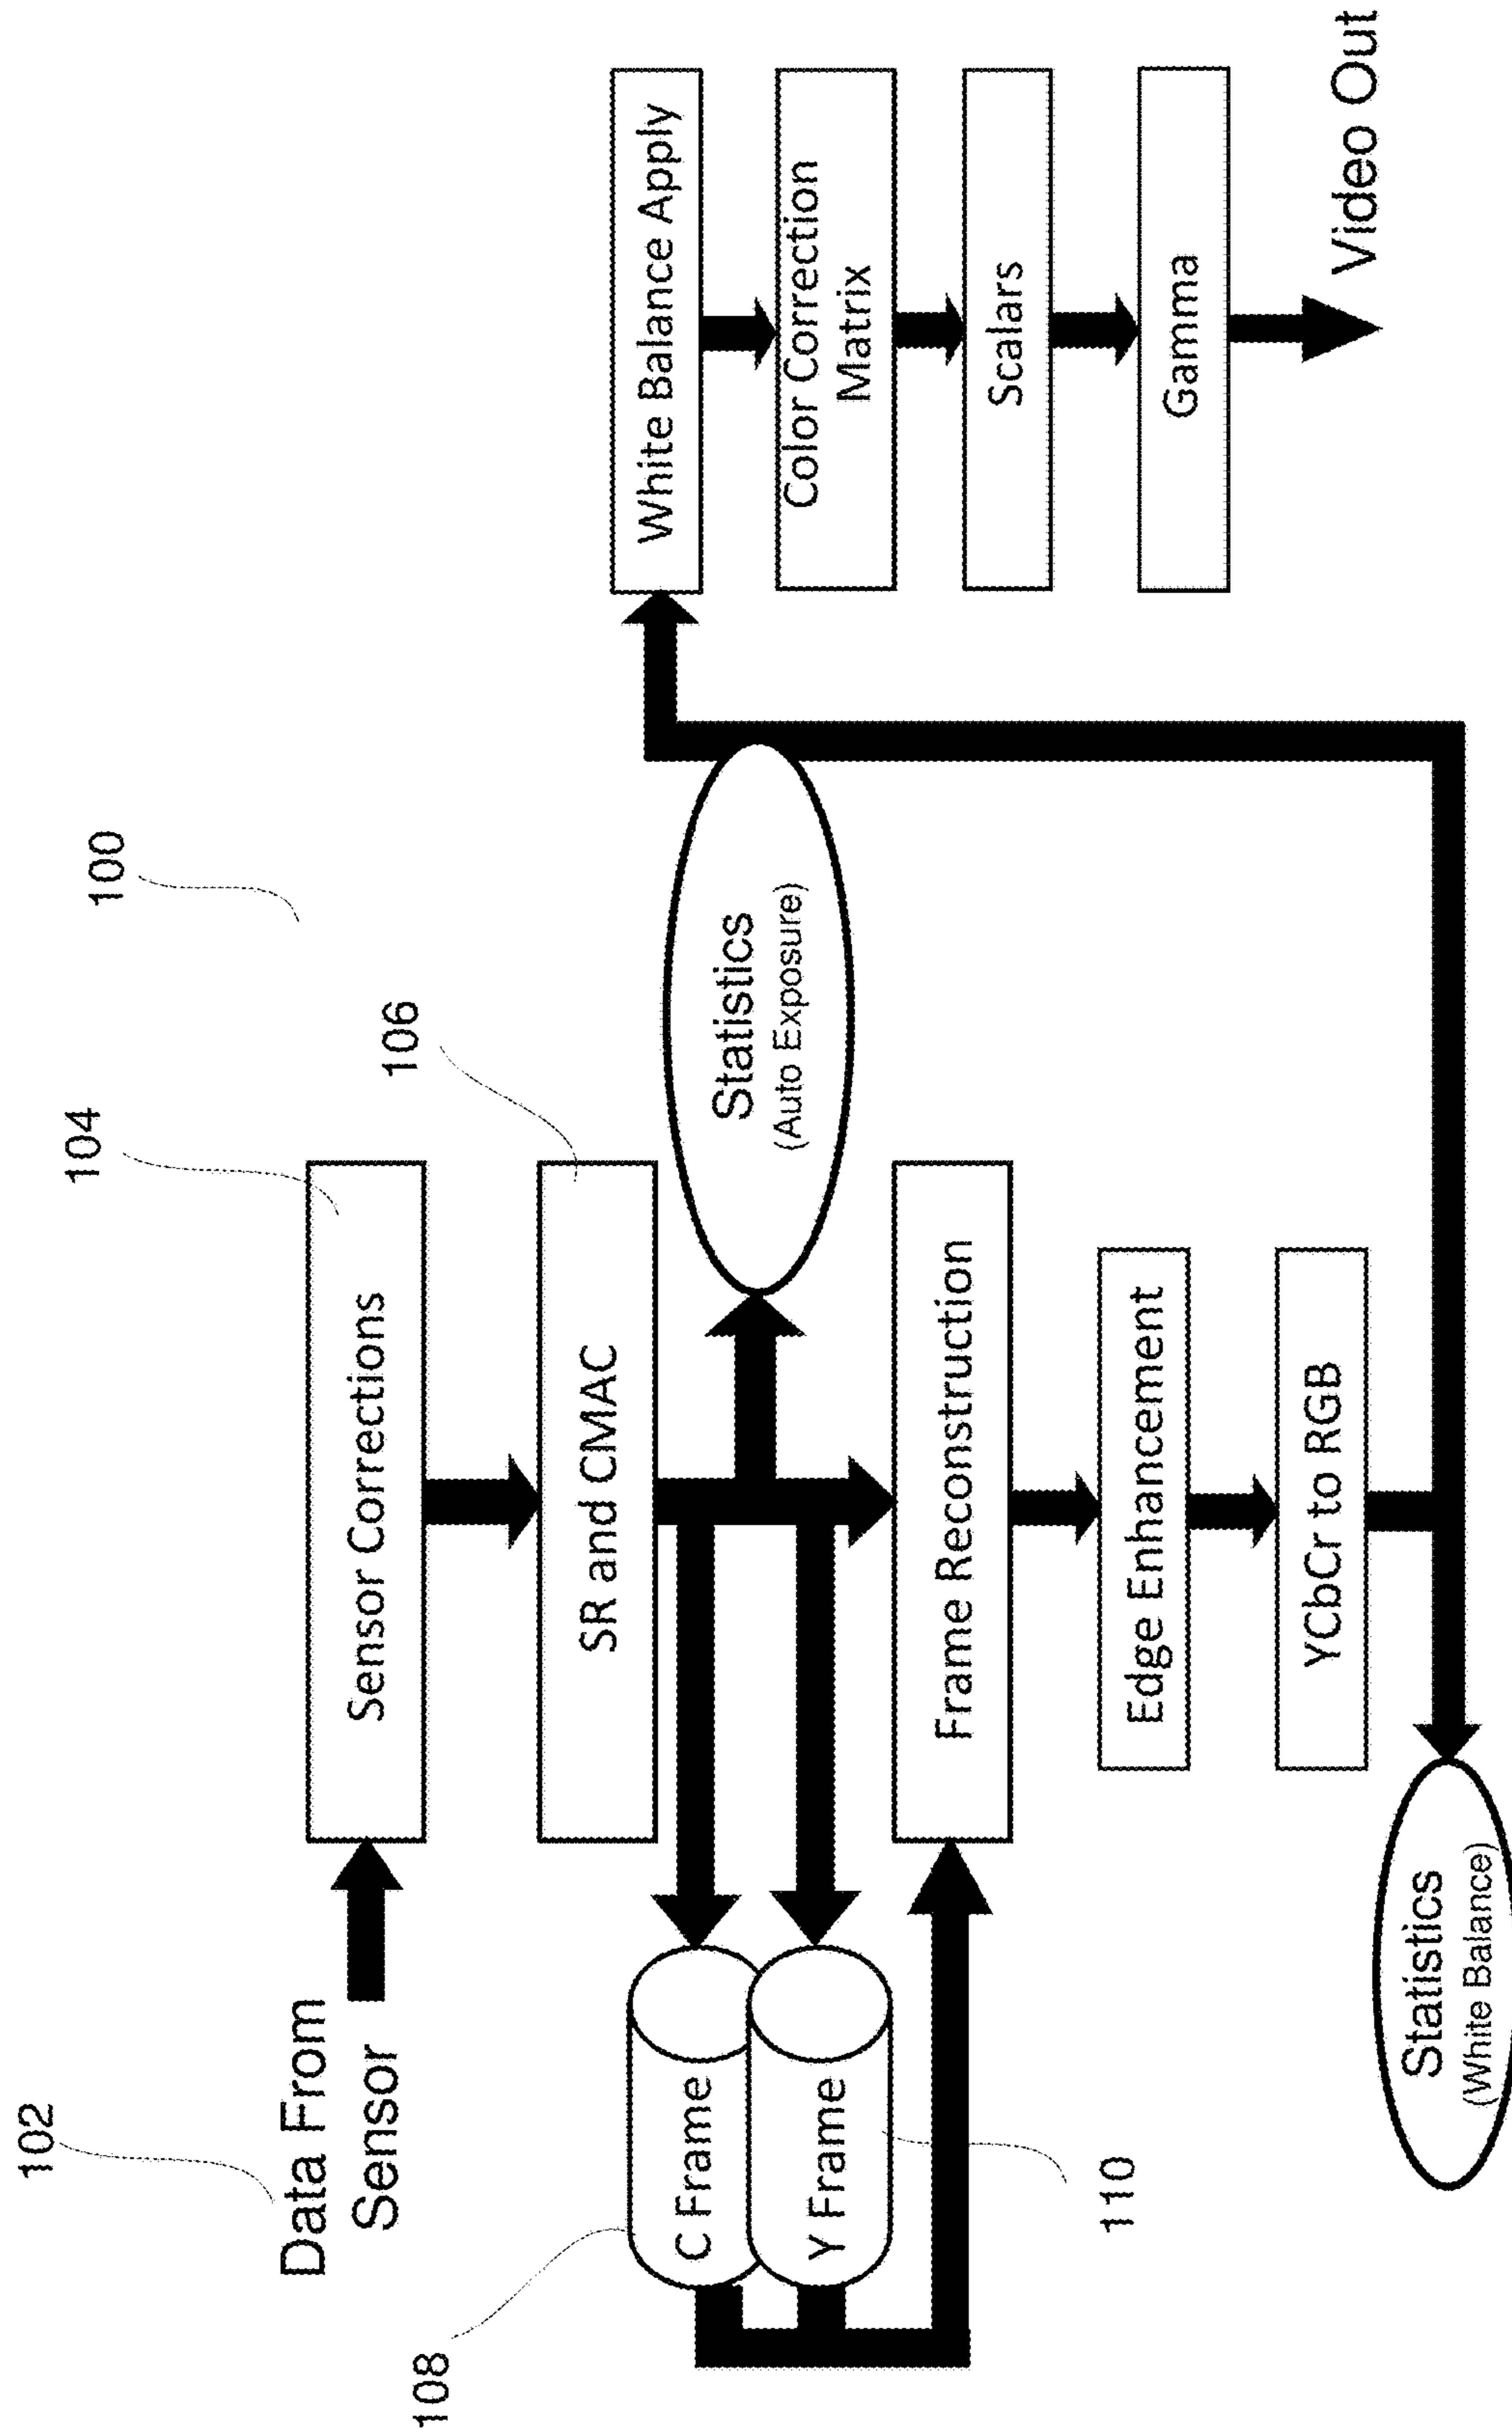 100
102
104
106
Data From
Sensor
Sensor Corrections
SR and CMAC
108
C Frame
Y Frame
110
Statistics
(Auto Exposure)
Frame Reconstruction
Edge Enhancement
YCbCr to RGB
Statistics
(White Balance)
White Balance Apply
Color Correction
Matrix
Scalars
Gamma
Video Out